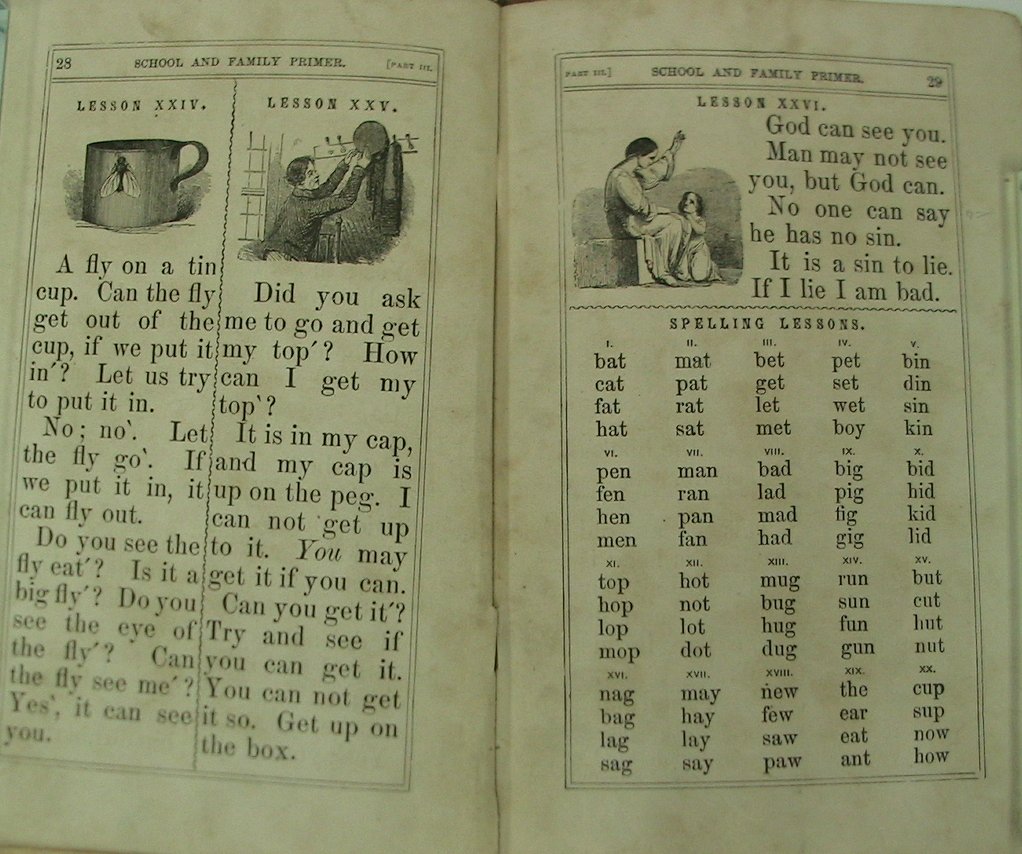 28 SCHOOL AND FAMILY PRIMER. [PART III.
LESSON XXIV.
A fly on a tin
cup. Can the fly
get out of the
cup, if we put it
in´? Let us try
to put it in.
No; no`. Let
the fly go`. If
we put it in, it
can fly out.
Do you see the
fly eat´? Is it a
big fly´? Do you
see the eye of
the fly´? Can
the fly see me´?
Yes`, it can see
you.
LESSON XXV.
Did you ask
me to go and get
my top´? How
can I get my
top`?
It is in my cap,
and my cap is
up on the peg. I
can not get up
to it. You may
get it if you can.
Can you get it´?
Try and see if
you can get it.
You can not get
it so. Get up on
the box.
PART III.] SCHOOL AND FAMILY PRIMER. 29
LESSON XXVI.
God can see you.
Man may not see
you, but God can.
No one can say
he has no sin.
It is a sin to lie.
If I lie I am bad.
SPELLING LESSONS.
I. II. III. IV. V.
bat mat bet pet bin
cat pat get set din
fat rat let wet sin
hat sat met boy kin
VI. VII. VIII. IX. X.
pen man bad big bid
fen ran lad pig hid
hen pan mad fig kid
men fan had gig lid
XI. XII. XIII. XIV. XV.
top hot mug run but
hop not bug sun cut
lop lot hug fun hut
mop dot dug gun nut
XVI. XVII. XVIII. XIX. XX.
nag may new the cup
bag hay few ear sup
lag lay saw eat now
sag say paw ant how